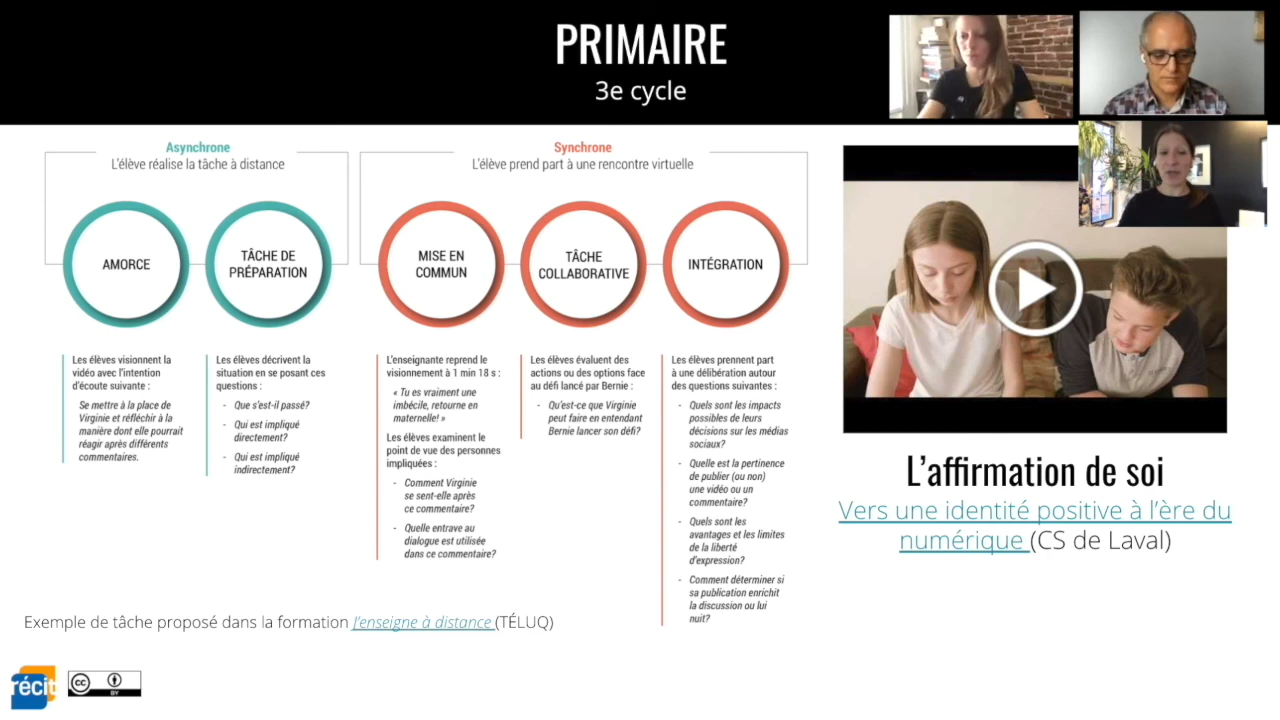 PRIMAIRE
3e cycle
Asynchrone
L'élève réalise la tâche à distance
Synchrone
L'élève prend part à une rencontre virtuelle
AMORCE
TÂCHE DE
PRÉPARATION
MISE EN
COMMUN
TÂCHE
COLLABORATIVE
INTÉGRATION
Les élèves visionnent la
vidéo avec l'intention
d'écoute suivante :
Se mettre à la place de
Virginie et réfléchir à la
manière dont elle pourrait
réagir après différents
commentaires.
Les élèves décrivent la
situation en se posant ces
questions :
- Que s'est-il passé?
- Qui est impliqué
directement?
- Qui est impliqué
indirectement?
L'enseignante reprend le
visionnement à 1 min 18 s :
« Tu es vraiment une
imbécile, retourne en
maternelle! »
Les élèves examinent le
point de vue des personnes
impliquées :
- Comment Virginie
se sent-elle après
ce commentaire?
- Quelle entrave au
dialogue est utilisée
dans ce commentaire?
Les élèves évaluent des
actions ou des options face
au défi lancé par Bernie :
- Qu'est-ce que Virginie
peut faire en entendant
Bernie lancer son défi?
Les élèves prennent part
à une délibération autour
des questions suivantes :
- Quels sont les impacts
possibles de leurs
décisions sur les médias
sociaux?
- Quelle est la pertinence
de publier (ou non)
une vidéo ou un
commentaire?
- Quels sont les
avantages et les limites
de la liberté
d'expression?
- Comment déterminer si
sa publication enrichit
la discussion ou lui
nuit?
L'affirmation de soi
Vers une identité positive à l'ère du
numérique (CS de Laval)
Exemple de tâche proposé dans la formation J'enseigne à distance (TÉLUQ)
récit
cc
BY